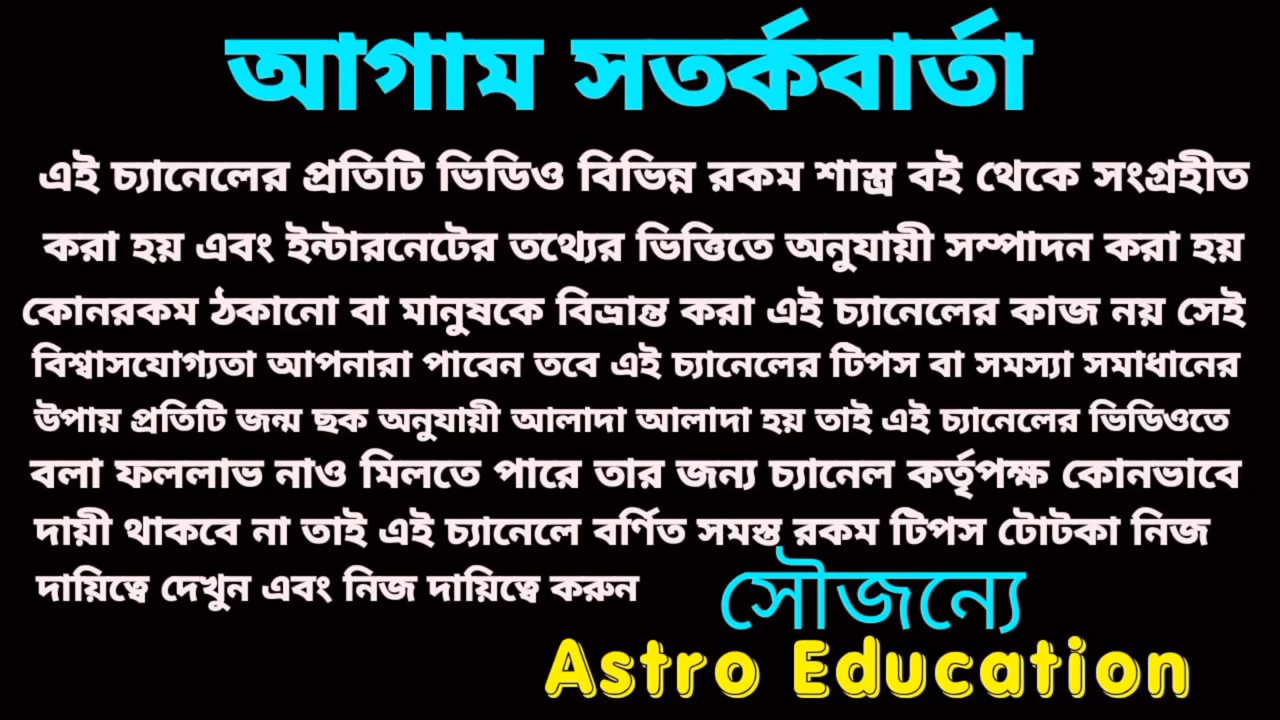 আগাম সতর্কবার্তা
এই চ্যানেলের প্রতিটি ভিডিও বিভিন্ন রকম শাস্ত্র বই থেকে সংগ্রহীত
করা হয় এবং ইন্টারনেটের তথ্যের ভিত্তিতে অনুযায়ী সম্পাদন করা হয়
কোনরকম ঠকানো বা মানুষকে বিভ্রান্ত করা এই চ্যানেলের কাজ নয় সেই
বিশ্বাসযোগ্যতা আপনারা পাবেন তবে এই চ্যানেলের টিপস বা সমস্যা সমাধানের
উপায় প্রতিটি জন্ম ছক অনুযায়ী আলাদা আলাদা হয় তাই এই চ্যানেলের ভিডিওতে
বলা ফললাভ নাও মিলতে পারে তার জন্য চ্যানেল কর্তৃপক্ষ কোনভাবে
দায়ী থাকবে না তাই এই চ্যানেলে বর্ণিত সমস্ত রকম টিপস টোটকা নিজ
দায়িত্বে দেখুন এবং নিজ দায়িত্বে করুন
সৌজন্যে
Astro Education